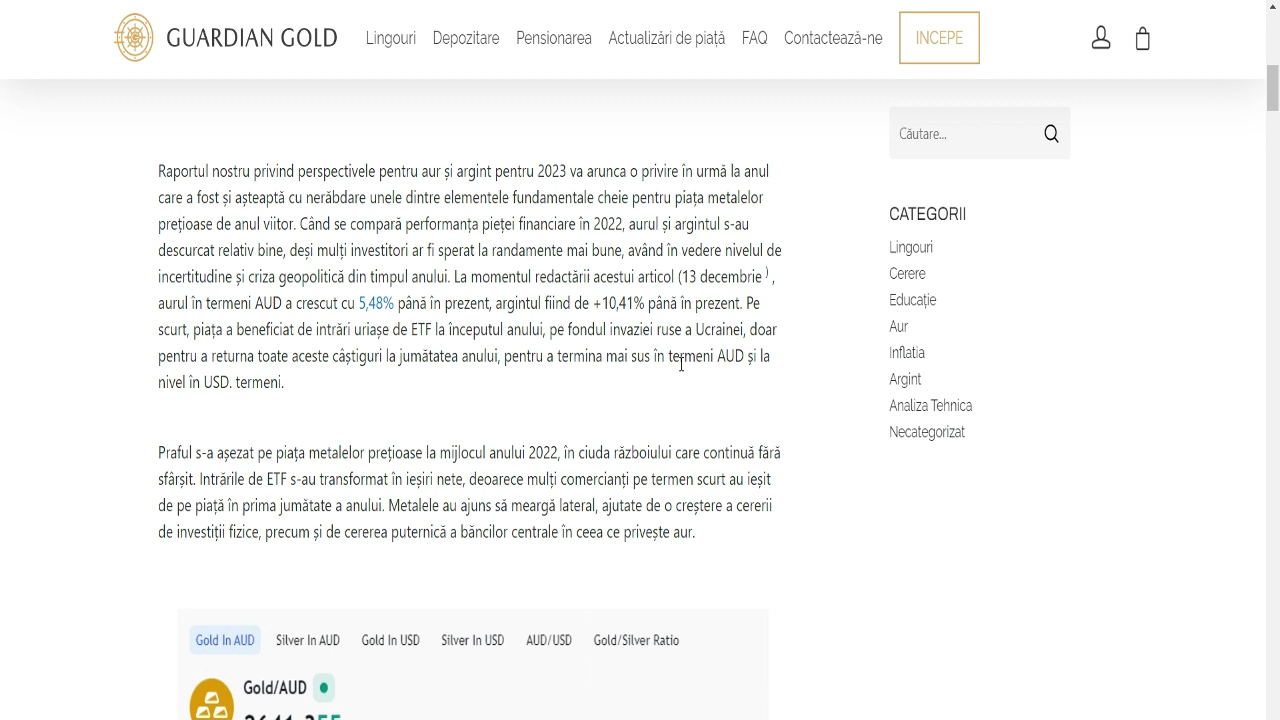 GUARDIAN GOLD
Lingouri
Depozitare
Pensionarea
Actualizări de piață
FAQ
Contactează-ne
INCEPE
Căutare...
Raportul nostru privind perspectivele pentru aur și argint pentru 2023 va arunca o privire în urmă la anul
care a fost și așteaptă cu nerăbdare unele dintre elementele fundamentale cheie pentru piața metalelor
prețioase de anul viitor. Când se compară performanța pieței financiare în 2022, aurul și argintul s-au
descurcat relativ bine, deși mulți investitori ar fi sperat la randamente mai bune, având în vedere nivelul de
incertitudine și criza geopolitică din timpul anului. La momentul redactării acestui articol (13 decembrie ) ,
aurul în termeni AUD a crescut cu 5,48% până în prezent, argintul fiind de +10,41% până în prezent. Pe
scurt, piața a beneficiat de intrări uriașe de ETF la începutul anului, pe fondul invaziei ruse a Ucrainei, doar
pentru a returna toate aceste câștiguri la jumătatea anului, pentru a termina mai sus în termeni AUD și la
nivel în USD. termeni.
Praful s-a așezat pe piața metalelor prețioase la mijlocul anului 2022, în ciuda războiului care continuă fără
sfârșit. Intrările de ETF s-au transformat în ieșiri nete, deoarece mulți comercianți pe termen scurt au ieșit
de pe piață în prima jumătate a anului. Metalele au ajuns să meargă lateral, ajutate de o creștere a cererii
de investiții fizice, precum și de cererea puternică a băncilor centrale în ceea ce privește aur.
CATEGORII
Lingouri
Cerere
Educație
Aur
Inflatia
Argint
Analiza Tehnica
Necategorizat
Gold In AUD
Silver In AUD
Gold In USD
Silver In USD
AUD/USD
Gold/Silver Ratio
Gold/AUD